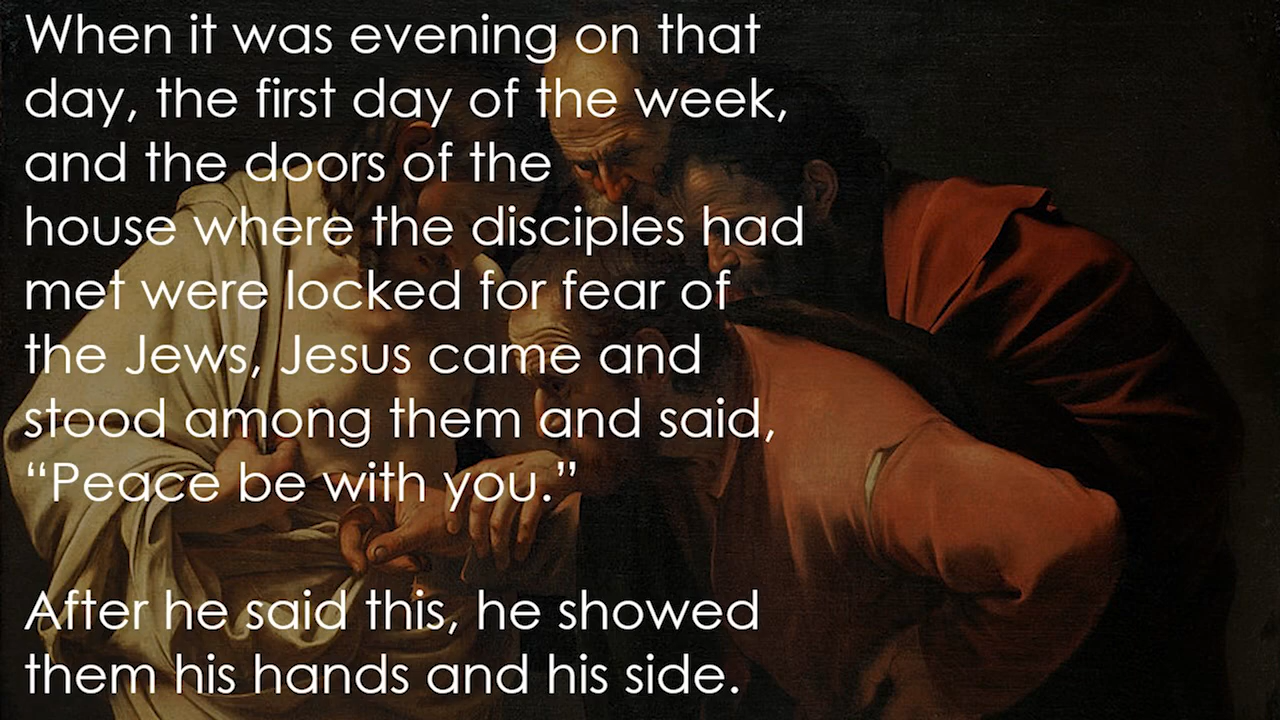 When it was evening on that
day, the first day of the week,
and the doors of the
house where the disciples had
met were locked for fear of
the Jews, Jesus came and
stood among them and said,
“Peace be with you.”
After he said this, he showed
them his hands and his side.